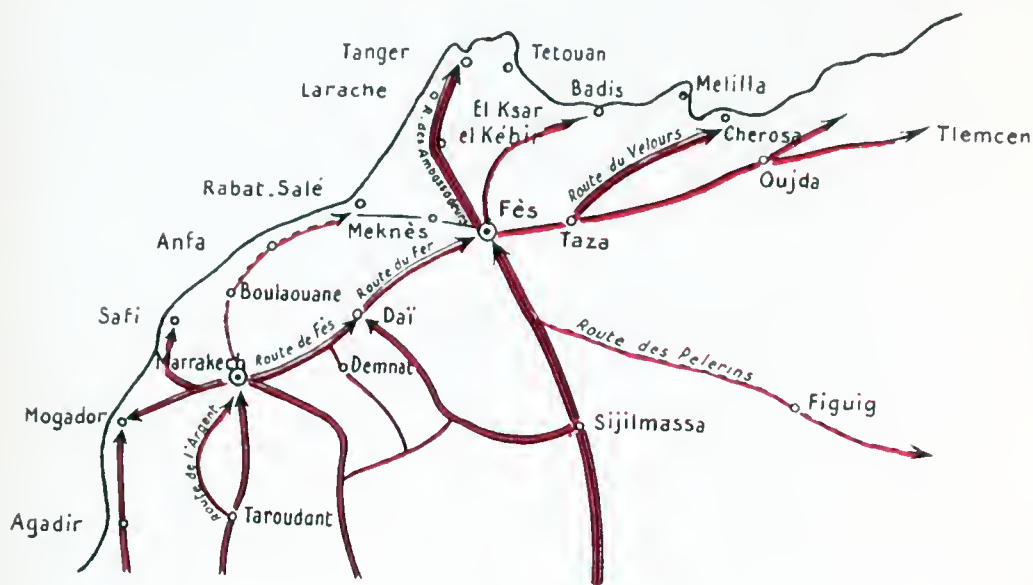 Tanger
Tetouan
Larache
Badis
Melilla
El Ksar
el Kébir
R. des Ambassadeurs
Cherosa
Tlemcen
Route du Velours
Oujda
Rabat.Salé
Fès
Meknès
Taza
Anfa
Route du Fer
Boulaouane
Safi
Daï
Route des Pelerins
Marrakech
Route de Fès
Demnat
Mogador
Figuig
Sijilmassa
Route de l'Argent
Agadir
Taroudant